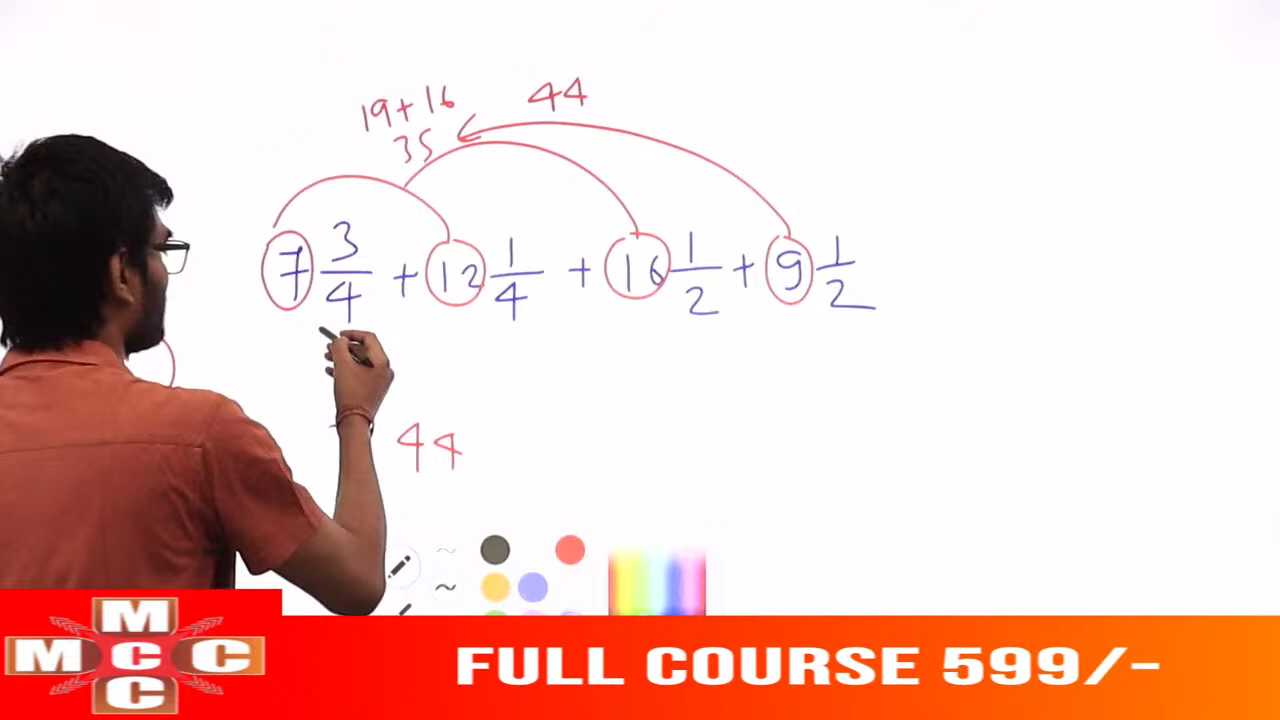 19+16 44
35
7 3/4 + 12 1/4 + 16 1/2 + 9 1/2
44
M
M C C
C
FULL COURSE 599/-